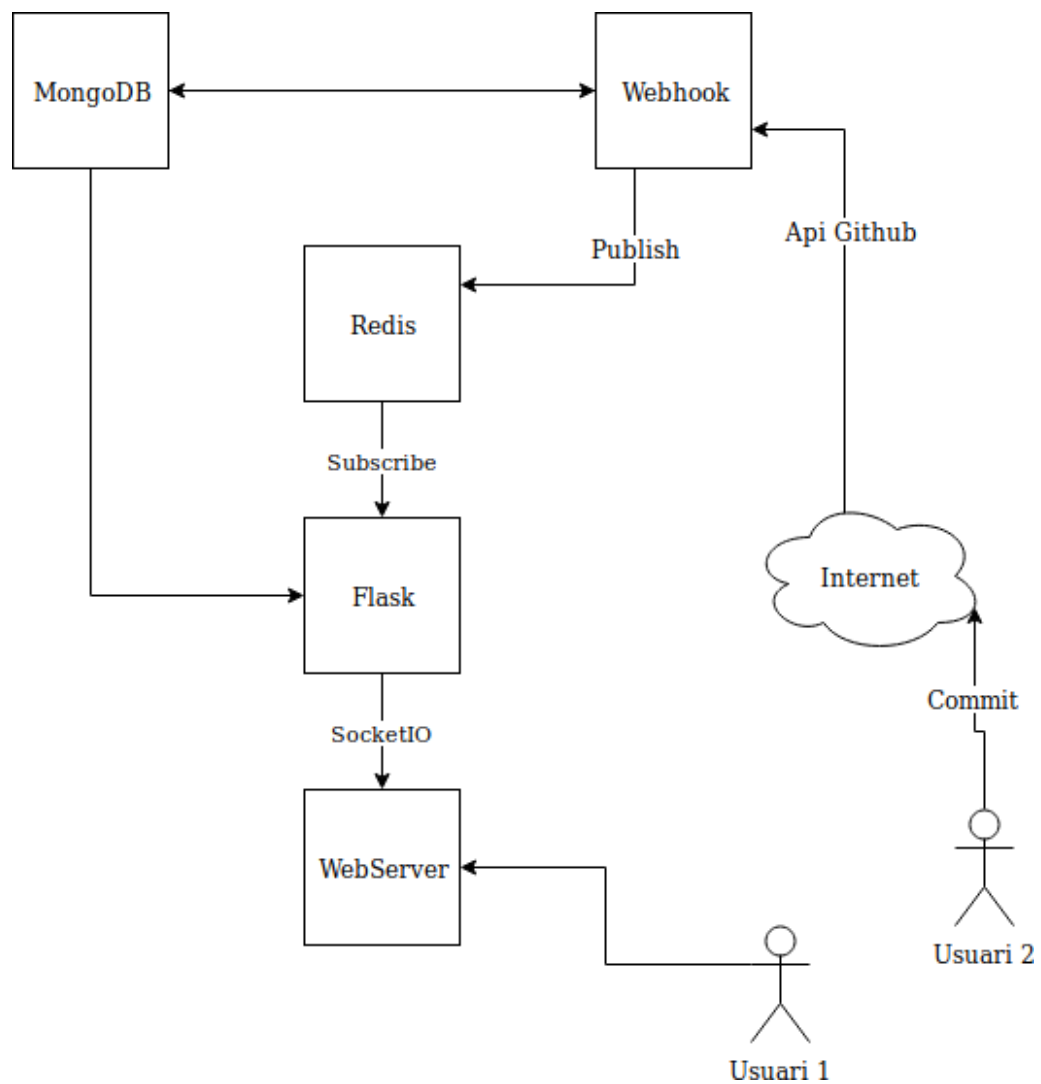 MongoDB
Webhook
Api Github
Publish
Redis
Subscribe
Internet
Flask
Commit
SocketIO
WebServer
Usuari 2
Usuari 1